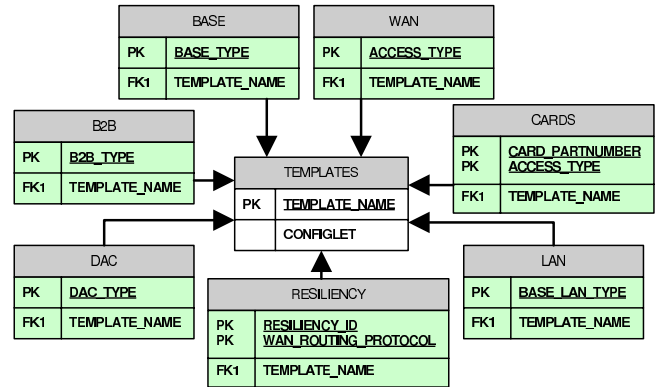 BASE
PK BASE_TYPE
FK1 TEMPLATE_NAME
WAN
PK ACCESS_TYPE
FK1 TEMPLATE_NAME
B2B
PK B2B_TYPE
FK1 TEMPLATE_NAME
TEMPLATES
PK TEMPLATE_NAME
CONFIGLET
CARDS
PK CARD_PARTNUMBER
PK ACCESS_TYPE
FK1 TEMPLATE_NAME
DAC
PK DAC_TYPE
FK1 TEMPLATE_NAME
RESILIENCY
PK RESILIENCY_ID
PK WAN_ROUTING_PROTOCOL
FK1 TEMPLATE_NAME
LAN
PK BASE_LAN_TYPE
FK1 TEMPLATE_NAME